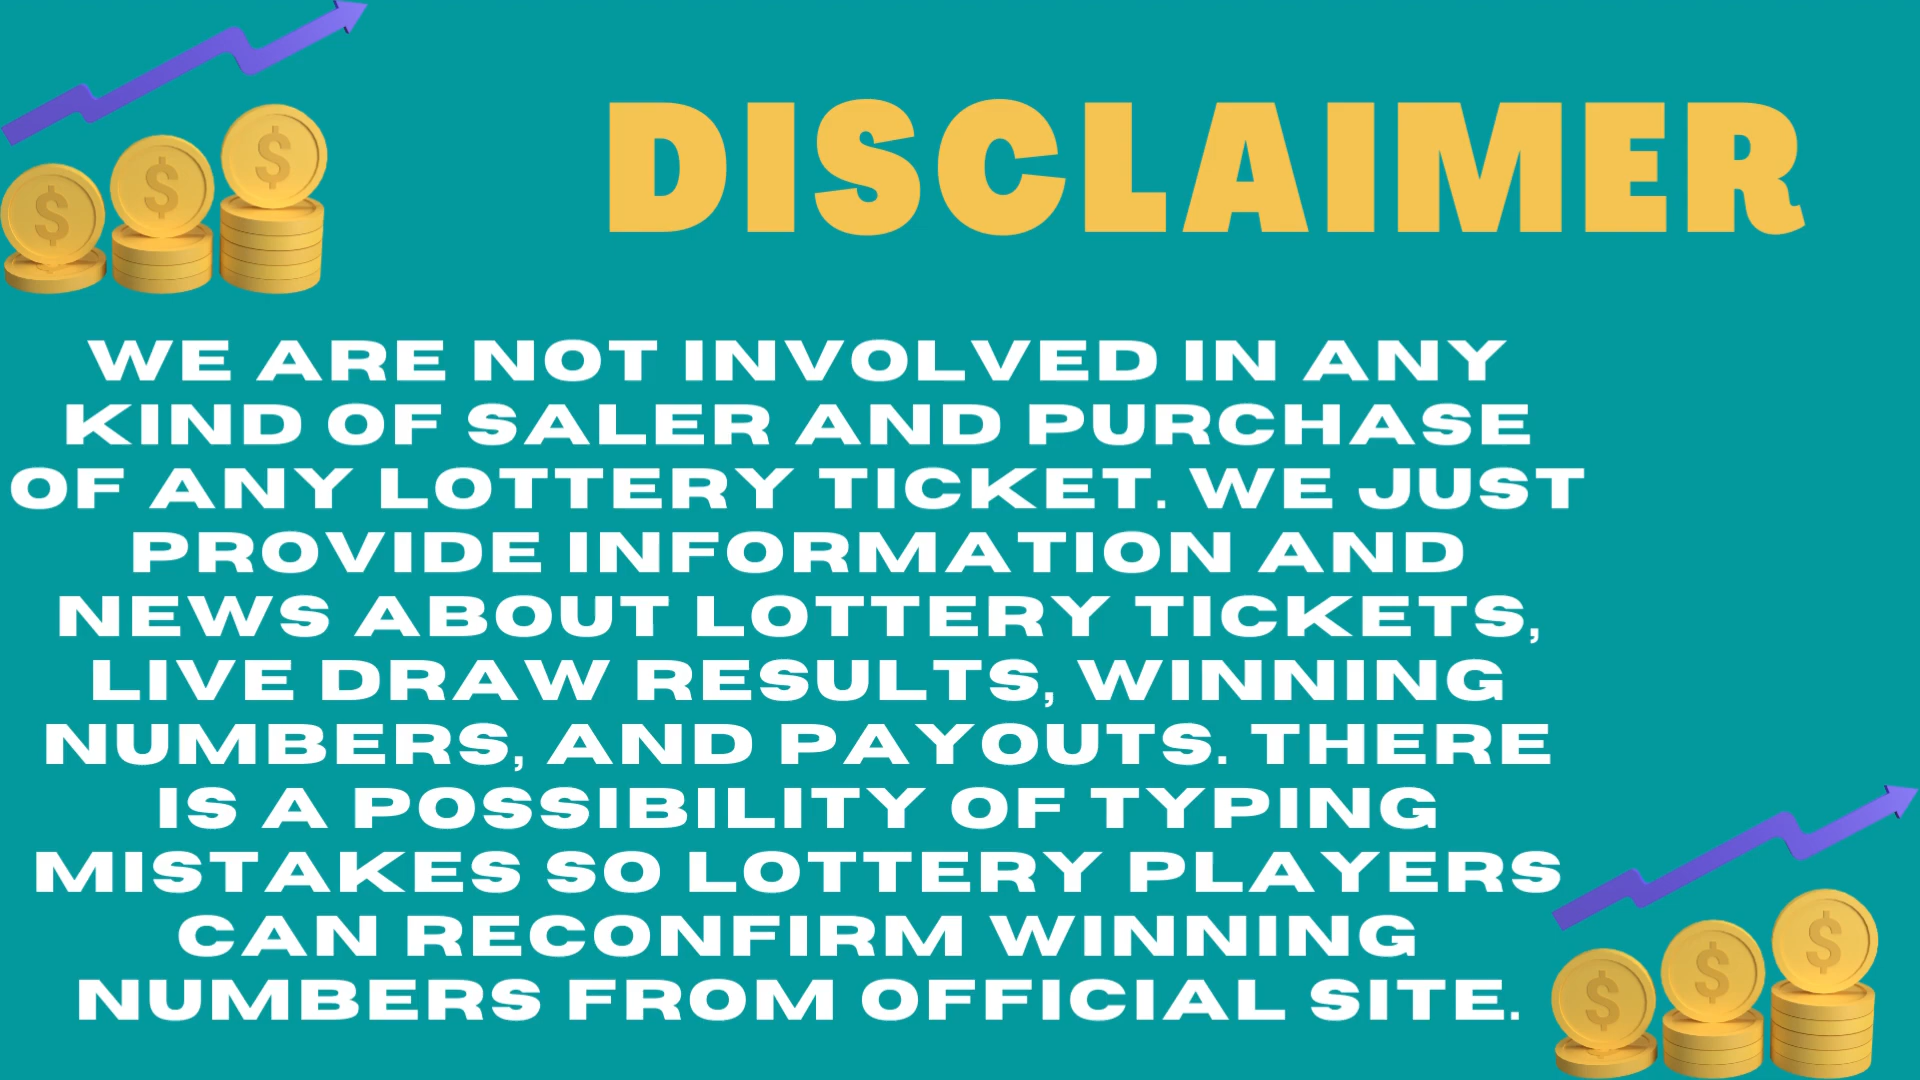 DISCLAIMER
WE ARE NOT INVOLVED IN ANY
KIND OF SALER AND PURCHASE
OF ANY LOTTERY TICKET. WE JUST
PROVIDE INFORMATION AND
NEWS ABOUT LOTTERY TICKETS,
LIVE DRAW RESULTS, WINNING
NUMBERS, AND PAYOUTS. THERE
IS A POSSIBILITY OF TYPING
MISTAKES SO LOTTERY PLAYERS
CAN RECONFIRM WINNING
NUMBERS FROM OFFICIAL SITE.